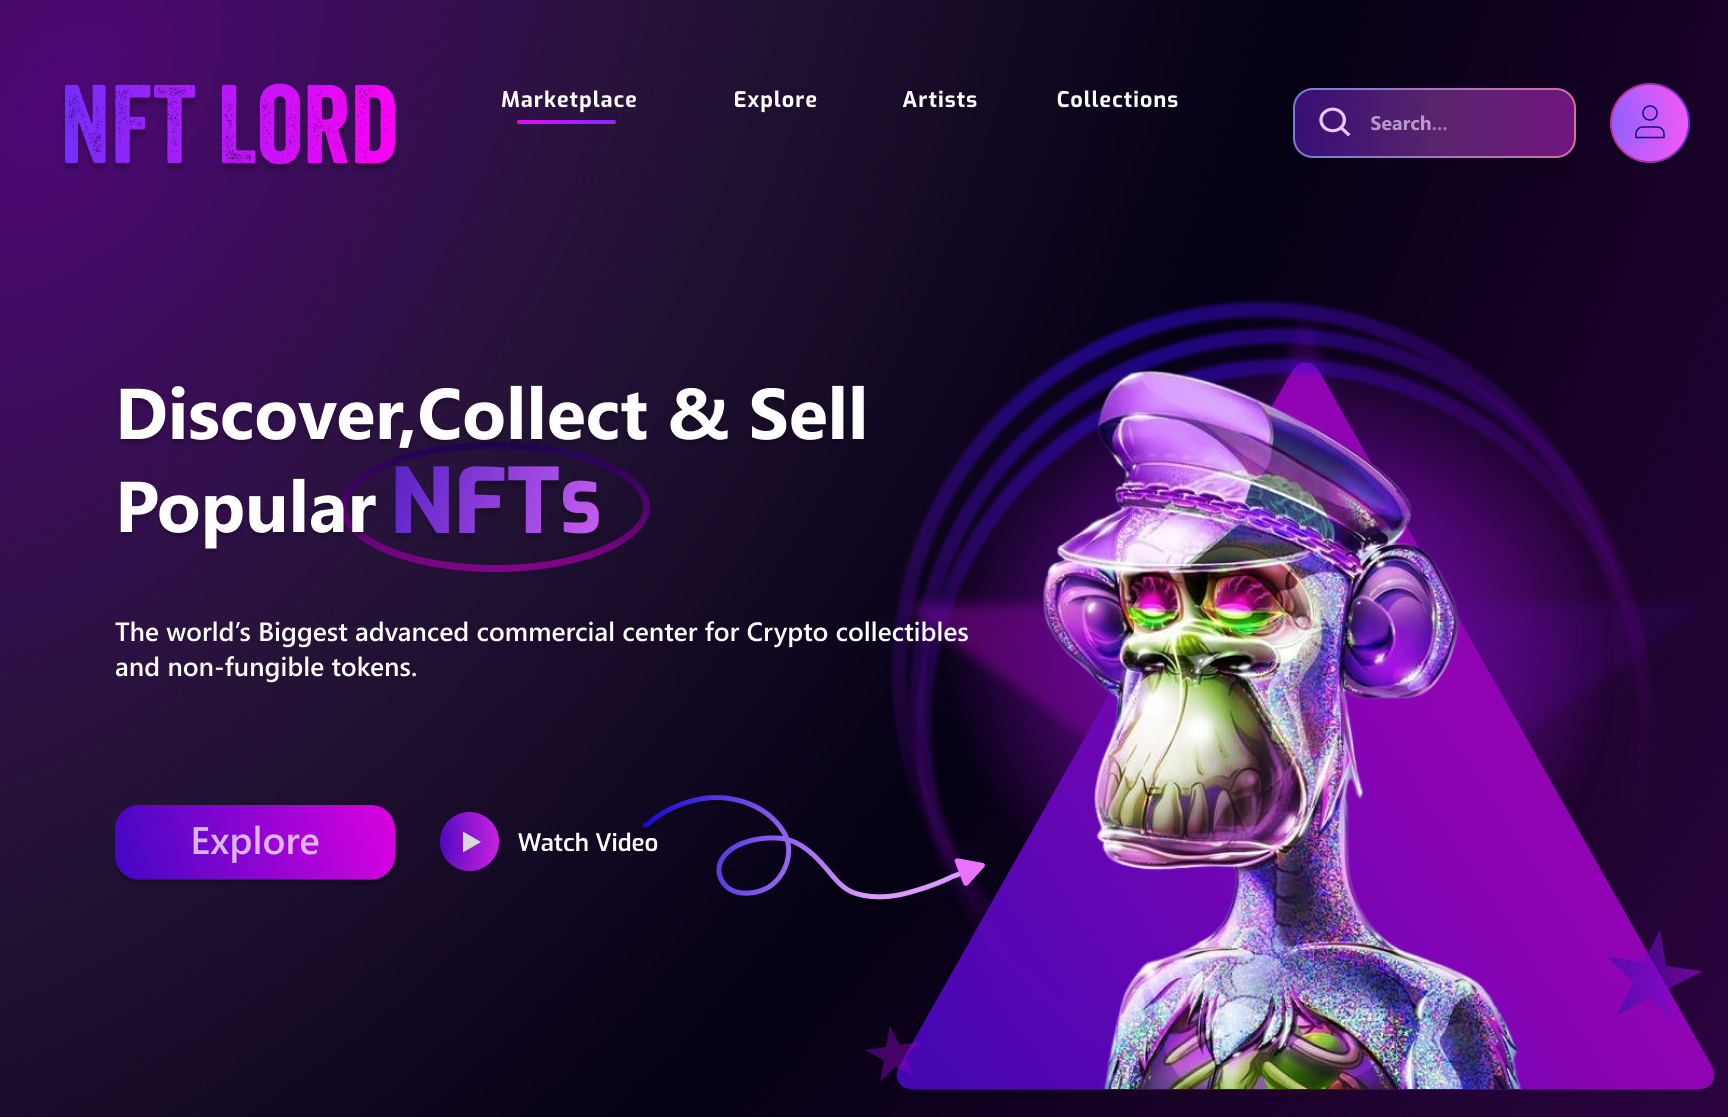 NFT LORD
Marketplace
Explore
Artists
Collections
Search...
Discover,Collect & Sell
Popular NFTs
The world’s Biggest advanced commercial center for Crypto collectibles
and non-fungible tokens.
Explore
Watch Video